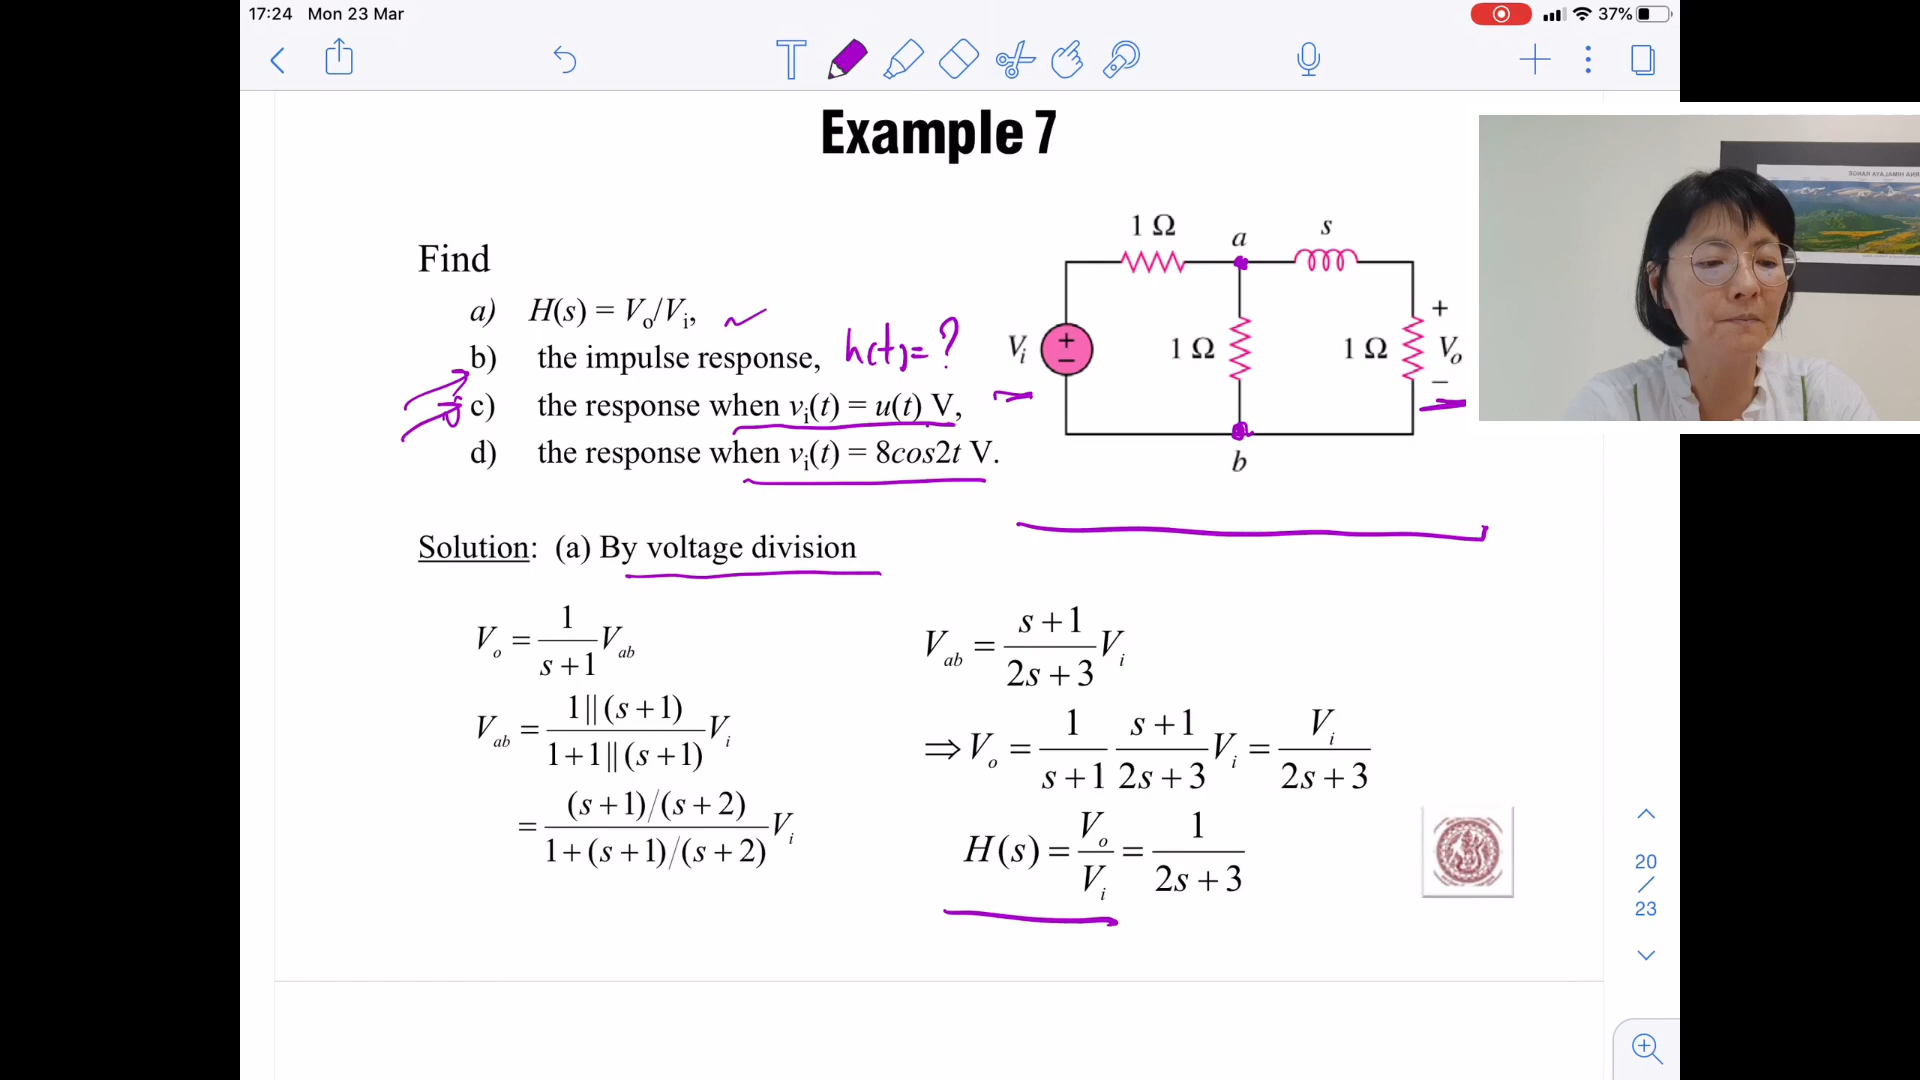 17:24 Mon 23 Mar
37%
Example 7
Find
a) H(s) = Vo/Vi,
b) the impulse response, h(t)= ?
c) the response when vi(t) = u(t) V,
d) the response when vi(t) = 8cos2t V.
1 Ω
a
s
Vi
+
−
1 Ω
1 Ω
+
Vo
−
b
Solution: (a) By voltage division
Vo = 1/(s+1) Vab
Vab = 1||(s+1) / 1+1||(s+1) Vi
= (s+1)/(s+2) / 1+(s+1)/(s+2) Vi
Vab = s+1 / 2s+3 Vi
⇒ Vo = 1/(s+1) s+1/(2s+3) Vi = Vi/(2s+3)
H(s) = Vo/Vi = 1/(2s+3)
20
/
23